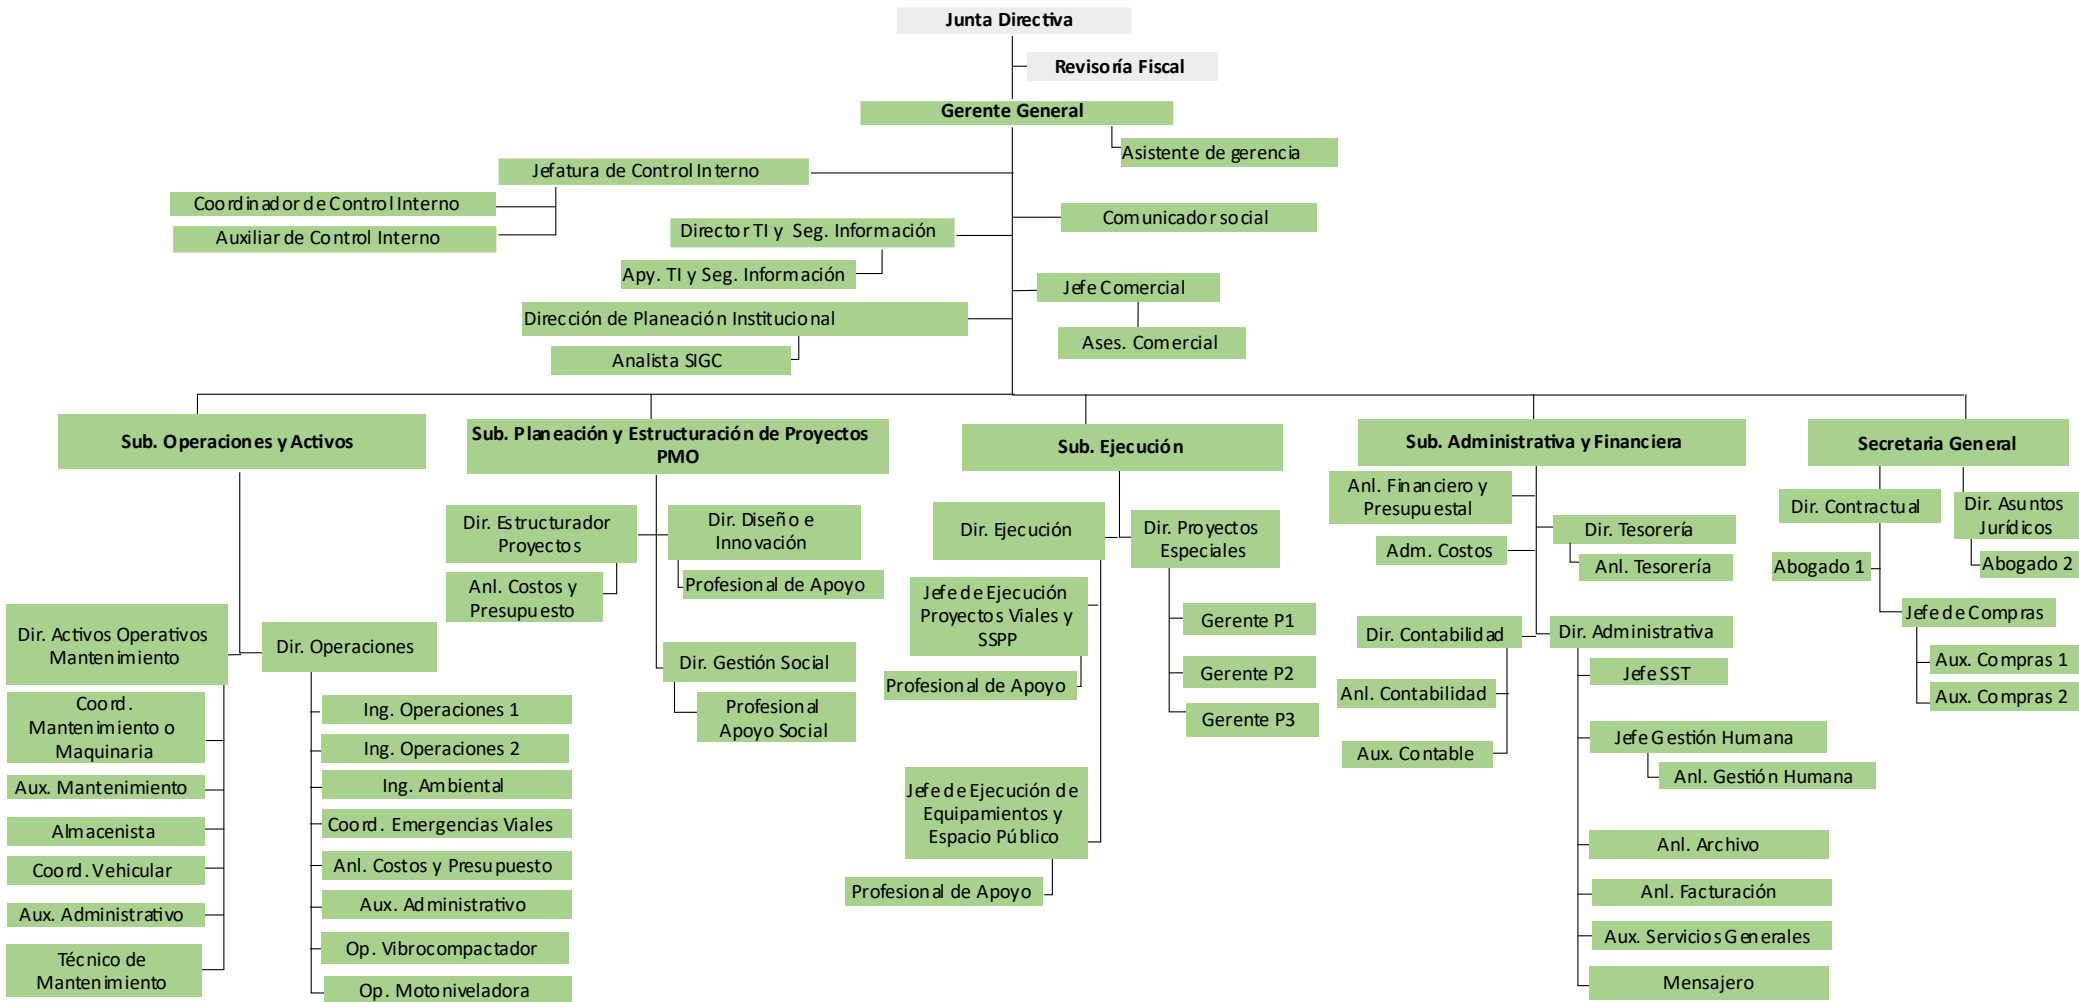 Junta Directiva
Revisoría Fiscal
Gerente General
Asistente de gerencia
Jefatura de Control Interno
Coordinador de Control Interno
Auxiliar de Control Interno
Comunicador social
Director TI y Seg. Información
Apy. TI y Seg. Información
Jefe Comercial
Ases. Comercial
Dirección de Planeación Institucional
Analista SIGC
Sub. Operaciones y Activos
Dir. Activos Operativos
Mantenimiento
Coord.
Mantenimiento o
Maquinaria
Aux. Mantenimiento
Almacenista
Coord. Vehicular
Aux. Administrativo
Técnico de
Mantenimiento
Dir. Operaciones
Ing. Operaciones 1
Ing. Operaciones 2
Ing. Ambiental
Coord. Emergencias Viales
Anl. Costos y Presupuesto
Aux. Administrativo
Op. Vibrocompactador
Op. Motoniveladora
Sub. Planeación y Estructuración de Proyectos
PMO
Dir. Estructurador
Proyectos
Anl. Costos y
Presupuesto
Dir. Diseño e
Innovación
Profesional de Apoyo
Dir. Gestión Social
Profesional
Apoyo Social
Sub. Ejecución
Dir. Ejecución
Jefe de Ejecución
Proyectos Viales y
SSPP
Profesional de Apoyo
Jefe de Ejecución de
Equipamientos y
Espacio Público
Profesional de Apoyo
Dir. Proyectos
Especiales
Gerente P1
Gerente P2
Gerente P3
Sub. Administrativa y Financiera
Anl. Financiero y
Presupuestal
Adm. Costos
Dir. Tesorería
Anl. Tesorería
Dir. Contabilidad
Anl. Contabilidad
Aux. Contable
Dir. Administrativa
Jefe SST
Jefe Gestión Humana
Anl. Gestión Humana
Anl. Archivo
Anl. Facturación
Aux. Servicios Generales
Mensajero
Secretaria General
Dir. Contractual
Abogado 1
Jefe de Compras
Aux. Compras 1
Aux. Compras 2
Dir. Asuntos
Jurídicos
Abogado 2